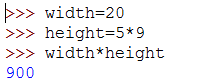 >>> width=20
>>> height=5*9
>>> width*height
900